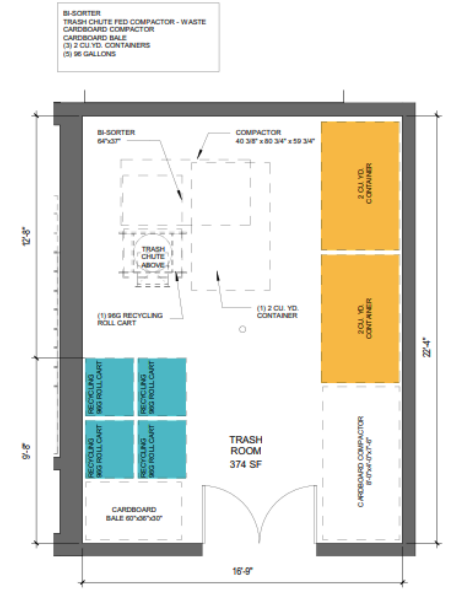 BI-SORTER
TRASH CHUTE FED COMPACTOR - WASTE
CARDBOARD COMPACTOR
CARDBOARD BALE
(3) 2 CU.YD. CONTAINERS
(5) 96 GALLONS
BI-SORTER
64"x37"
COMPACTOR
40 3/8" x 80 3/4" x 59 3/4"
2 CU. YD.
CONTAINER
12'-8"
TRASH
CHUTE
ABOVE
(1) 96G RECYCLING
ROLL CART
(1) 2 CU. YD.
CONTAINER
2 CU. YD.
CONTAINER
22'-4"
RECYCLING
96G ROLL CART
RECYCLING
96G ROLL CART
RECYCLING
96G ROLL CART
RECYCLING
96G ROLL CART
9'-8"
TRASH
ROOM
374 SF
CARDBOARD COMPACTOR
CARDBOARD
BALE 60"x36"x30"
16'-9"